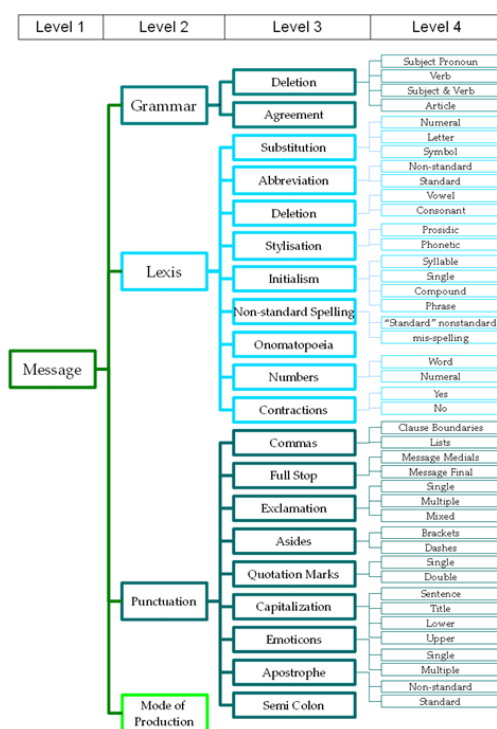 Level 1
Level 2
Level 3
Level 4
Message
Grammar
Lexis
Punctuation
Mode of
Production
Deletion
Agreement
Substitution
Abbreviation
Deletion
Stylisation
Initialism
Non-standard Spelling
Onomatopoeia
Numbers
Contractions
Commas
Full Stop
Exclamation
Asides
Quotation Marks
Capitalization
Emoticons
Apostrophe
Semi Colon
Subject Pronoun
Verb
Subject & Verb
Article
Numeral
Letter
Symbol
Non-standard
Standard
Vowel
Consonant
Prosidic
Phonetic
Syllable
Single
Compound
Phrase
"Standard" nonstandard
mis-spelling
Word
Numeral
Yes
No
Clause Boundaries
Lists
Message Medials
Message Final
Single
Multiple
Mixed
Brackets
Dashes
Single
Double
Sentence
Title
Lower
Upper
Single
Multiple
Non-standard
Standard